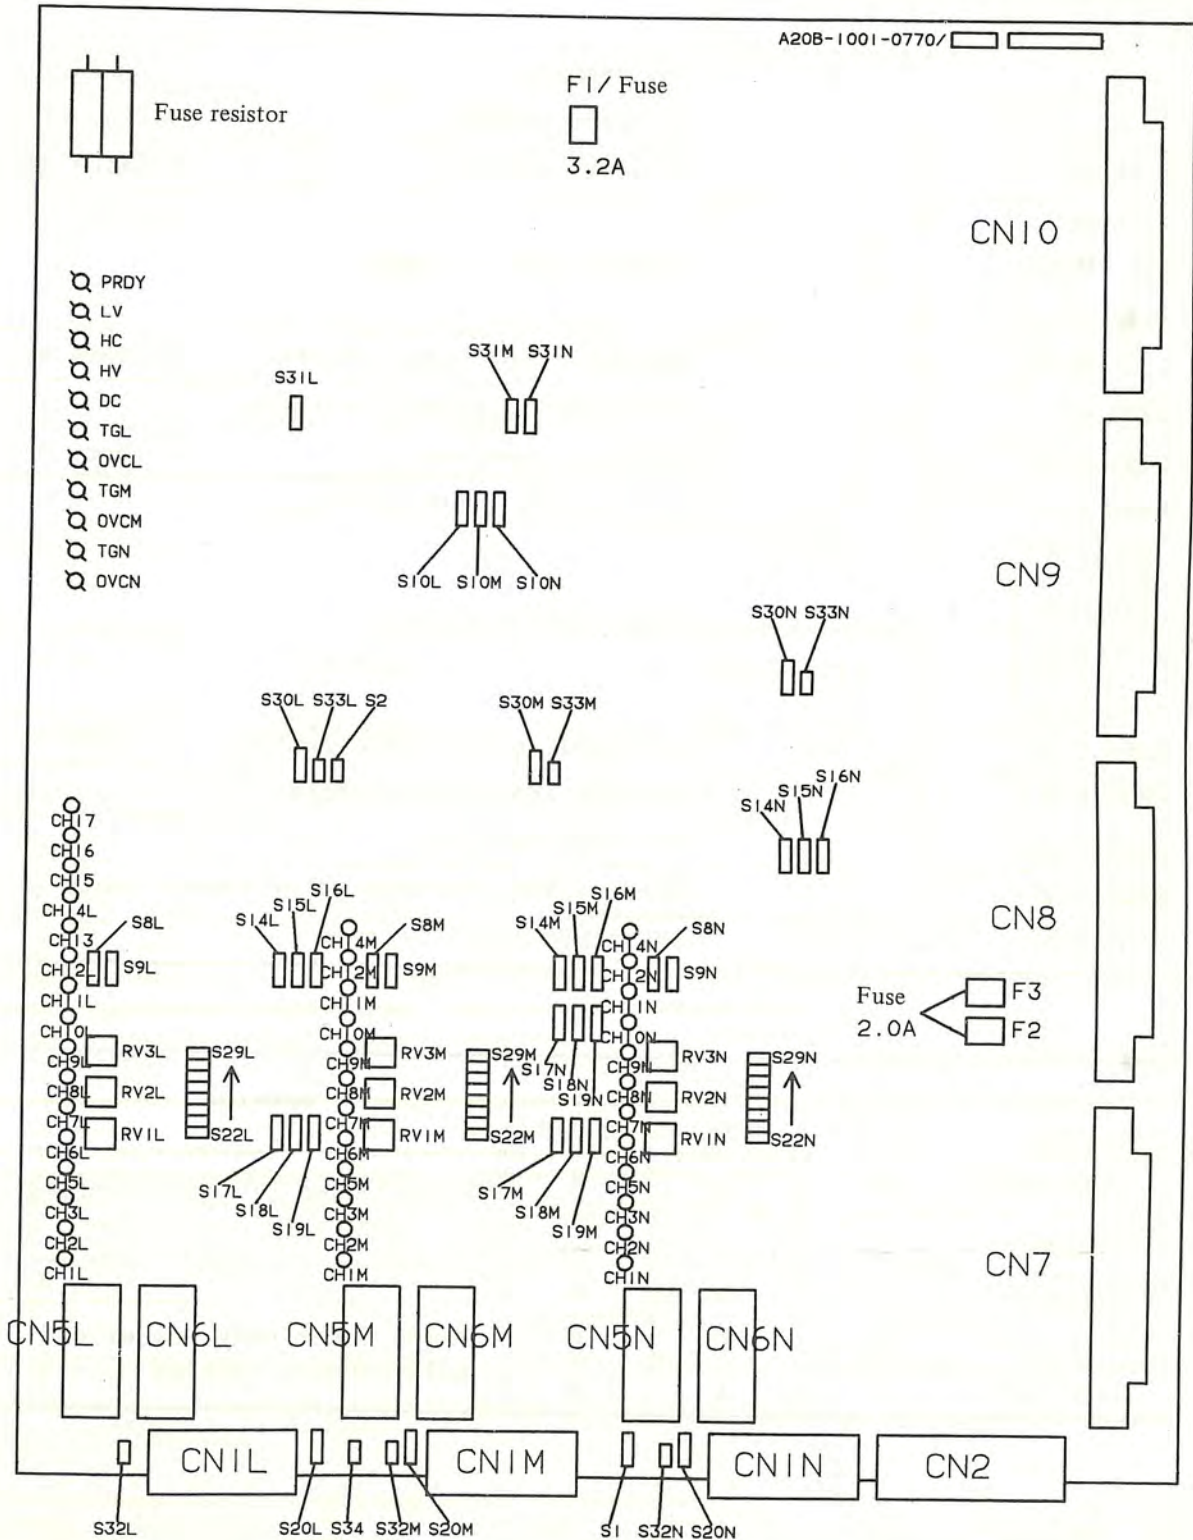 A20B-1001-0770/
Fuse resistor
F1/ Fuse
3.2A
CN10
PRDY
LV
HC
HV
DC
TGL
OVCL
TGM
OVCM
TGN
OVCN
S31L
S31M S31N
S10L S10M S10N
CN9
S30N S33N
S30L S33L S2
S30M S33M
S14N S15N S16N
CH17
CH16
CH15
CH14L
CH13
CH12L
CH11L
CH10L
CH9L
CH8L
CH7L
CH6L
CH5L
CH3L
CH2L
CH1L
S8L
S9L
RV3L
RV2L
RV1L
S29L
S22L
S14L S15L S16L
S17L S18L S19L
CH14M
CH12M
CH11M
CH10M
CH9M
CH8M
CH7M
CH6M
CH5M
CH3M
CH2M
CH1M
S8M
S9M
RV3M
RV2M
RV1M
S29M
S22M
S14M S15M S16M
S17N S18N S19N
S17M S18M S19M
CH14N
CH12N
CH11N
CH10N
CH9N
CH8N
CH7N
CH6N
CH5N
CH3N
CH2N
CH1N
S8N
S9N
RV3N
RV2N
RV1N
S29N
S22N
CN8
Fuse
2.0A
F3
F2
CN7
CN5L CN6L CN5M CN6M CN5N CN6N
CN1L CN1M CN1N CN2
S32L S20L S34 S32M S20M S1 S32N S20N